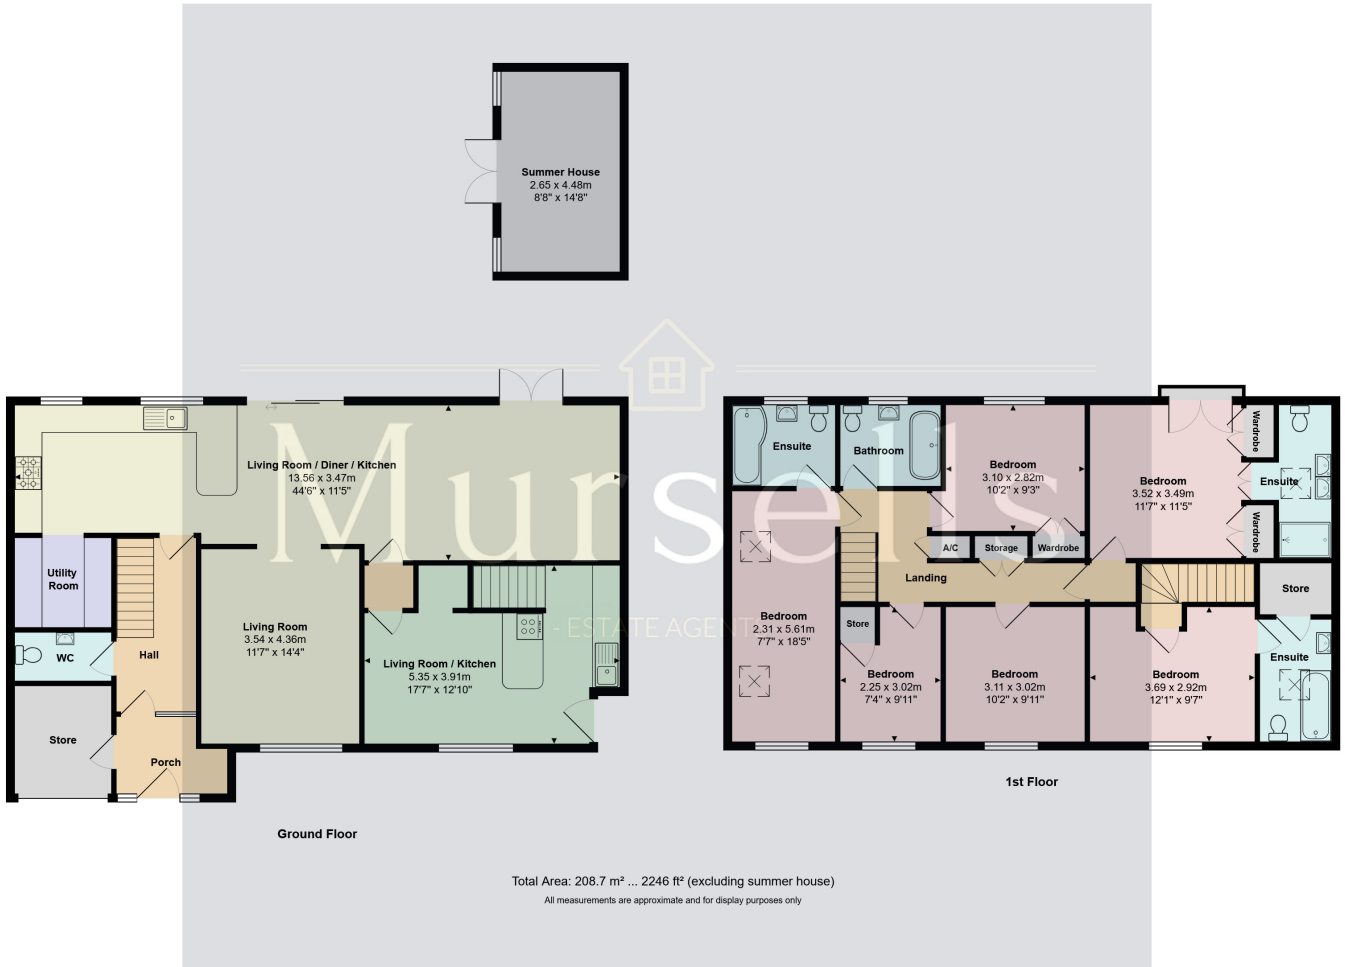 Summer House
2.65 x 4.48m
8'8" x 14'8"
Mursells
- ESTATE AGENT
Living Room / Diner / Kitchen
13.56 x 3.47m
44'6" x 11'5"
Utility
Room
WC
Hall
Store
Porch
Living Room
3.54 x 4.36m
11'7" x 14'4"
Living Room / Kitchen
5.35 x 3.91m
17'7" x 12'10"
Ground Floor
Ensuite
Bathroom
Bedroom
3.10 x 2.82m
10'2" x 9'3"
Bedroom
3.52 x 3.49m
11'7" x 11'5"
Wardrobe
Ensuite
Wardrobe
A/C
Storage
Wardrobe
Landing
Bedroom
2.31 x 5.61m
7'7" x 18'5"
Store
Bedroom
2.25 x 3.02m
7'4" x 9'11"
Bedroom
3.11 x 3.02m
10'2" x 9'11"
Bedroom
3.69 x 2.92m
12'1" x 9'7"
Store
Ensuite
1st Floor
Total Area: 208.7 m² ... 2246 ft² (excluding summer house)
All measurements are approximate and for display purposes only